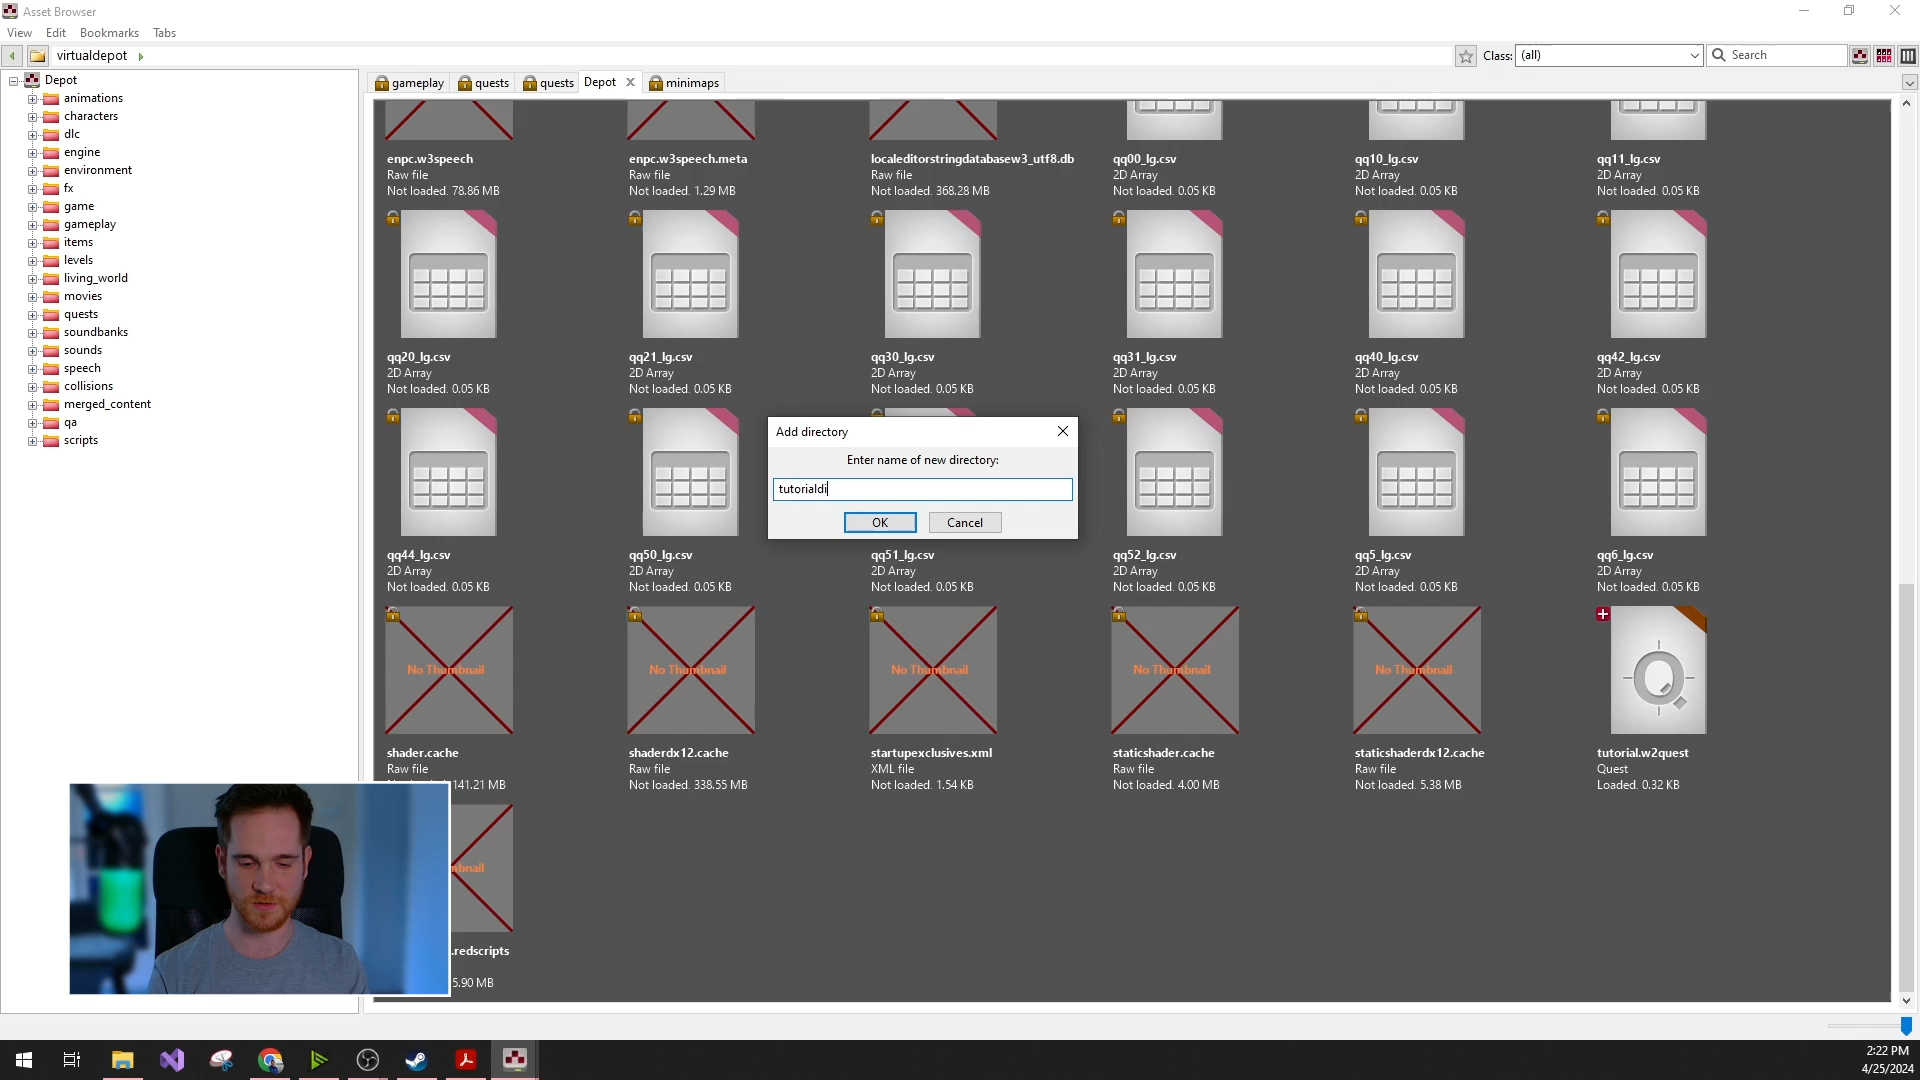 Asset Browser
View Edit Bookmarks Tabs
virtualdepot
Class: (all) Search
Depot
animations
characters
dlc
engine
environment
fx
game
gameplay
items
levels
living_world
movies
quests
soundbanks
sounds
speech
collisions
merged_content
qa
scripts
gameplay quests quests Depot minimaps
enpc.w3speech enpc.w3speech.meta localeditorstringdatabasew3_utf8.db qq00_lg.csv qq10_lg.csv qq11_lg.csv
Raw file Raw file Raw file 2D Array 2D Array 2D Array
Not loaded. 78.86 MB Not loaded. 1.29 MB Not loaded. 368.28 MB Not loaded. 0.05 KB Not loaded. 0.05 KB Not loaded. 0.05 KB
qq20_lg.csv qq21_lg.csv qq30_lg.csv qq31_lg.csv qq40_lg.csv qq42_lg.csv
2D Array 2D Array 2D Array 2D Array 2D Array 2D Array
Not loaded. 0.05 KB Not loaded. 0.05 KB Not loaded. 0.05 KB Not loaded. 0.05 KB Not loaded. 0.05 KB Not loaded. 0.05 KB
Add directory
Enter name of new directory:
tutorialdi
OK Cancel
qq44_lg.csv qq50_lg.csv qq51_lg.csv qq52_lg.csv qq5_lg.csv qq6_lg.csv
2D Array 2D Array 2D Array 2D Array 2D Array 2D Array
Not loaded. 0.05 KB Not loaded. 0.05 KB Not loaded. 0.05 KB Not loaded. 0.05 KB Not loaded. 0.05 KB Not loaded. 0.05 KB
No Thumbnail No Thumbnail No Thumbnail No Thumbnail No Thumbnail Q
shader.cache shaderdx12.cache startupexclusives.xml staticshader.cache staticshaderdx12.cache tutorial.w2quest
Raw file Raw file XML file Raw file Raw file Quest
141.21 MB Not loaded. 338.55 MB Not loaded. 1.54 KB Not loaded. 4.00 MB Not loaded. 5.38 MB Loaded. 0.32 KB
mbnail
.redscripts
5.90 MB
2:22 PM
4/25/2024